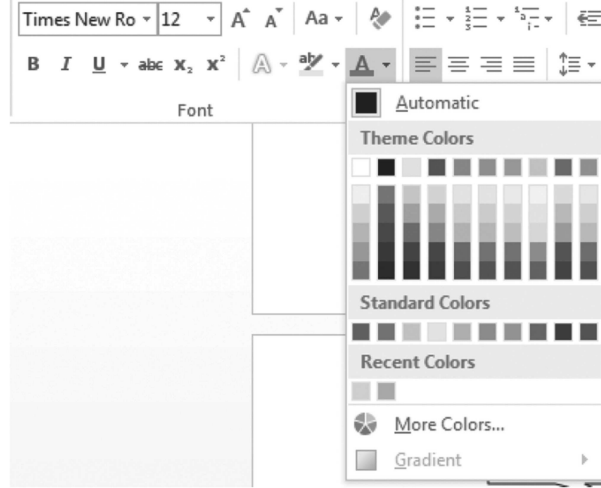 Times New Ro 12 A A Aa
B I U abc X₂ X² A ab A
Font
Automatic
Theme Colors
Standard Colors
Recent Colors
More Colors...
Gradient